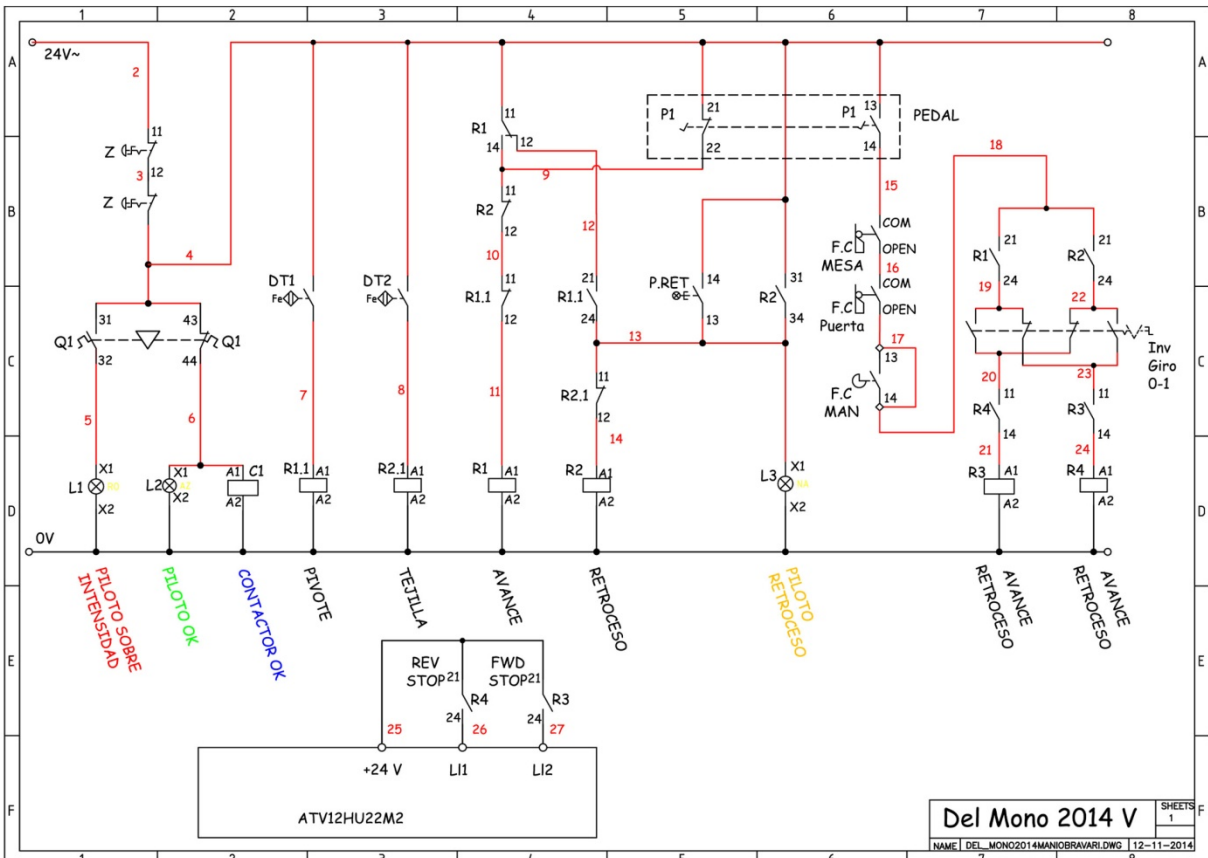 1 2 3 4 5 6 7 8
A A
24V~
2
11
Z
12
3
Z
4
R1
11
12
14
9
P1
21
22
P1
13
14
PEDAL
15
18
B B
R2
11
12
10
12
DT1
Fe
DT2
Fe
R1.1
11
12
R1.1
21
24
P.RET
14
13
R2
31
34
F.C
MESA
COM
OPEN
16
F.C
Puerta
COM
OPEN
17
R1
21
24
19
R2
21
24
22
C C
31
32
Q1
43
44
Q1
13
R2.1
11
12
14
F.C
MAN
13
14
Inv
Giro
0-1
20
23
5
6
7
8
11
R4
11
14
21
R3
11
14
24
D D
L1
X1
X2
L2
X1
X2
AZ
A1
C1
A2
R1.1
A1
A2
R2.1
A1
A2
R1
A1
A2
R2
A1
A2
L3
X1
X2
NA
R3
A1
A2
R4
A1
A2
0V
PILOTO SOBRE
INTENSIDAD
PILOTO OK
CONTACTOR OK
PIVOTE
TEJILLA
AVANCE
RETROCESO
PILOTO
RETROCESO
AVANCE
RETROCESO
AVANCE
RETROCESO
E E
REV
STOP
21
R4
24
FWD
STOP
21
R3
24
25
26
27
+24 V
LI1
LI2
ATV12HU22M2
F F
Del Mono 2014 V
SHEETS
1
NAME DEL_MONO2014MANIOBRAVARI.DWG 12-11-2014
1 2 3 4 5 6 7 8